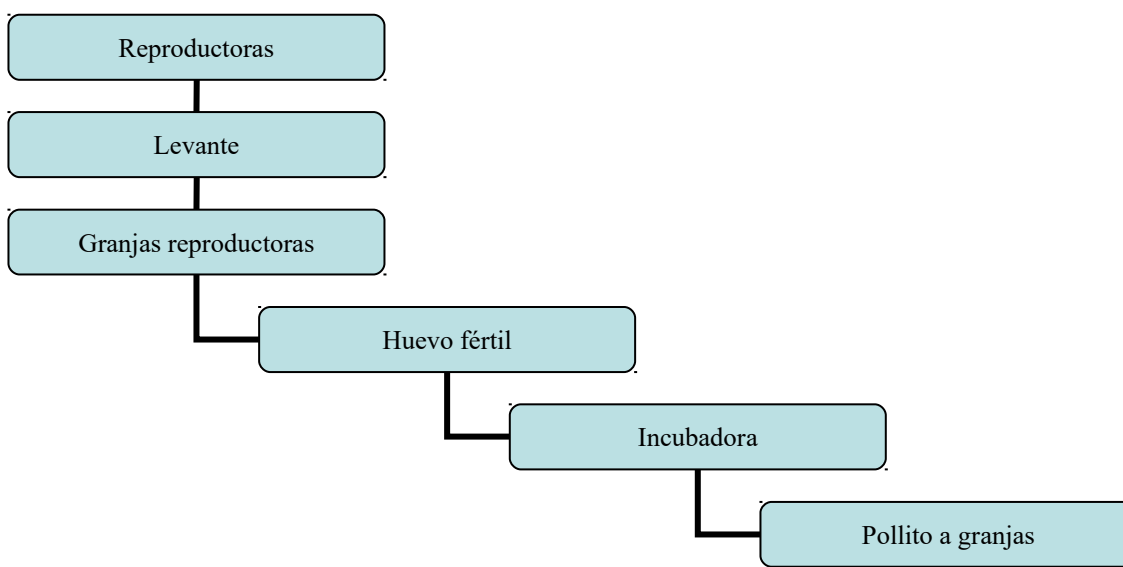 Reproductoras
Levante
Granjas reproductoras
Huevo fértil
Incubadora
Pollito a granjas